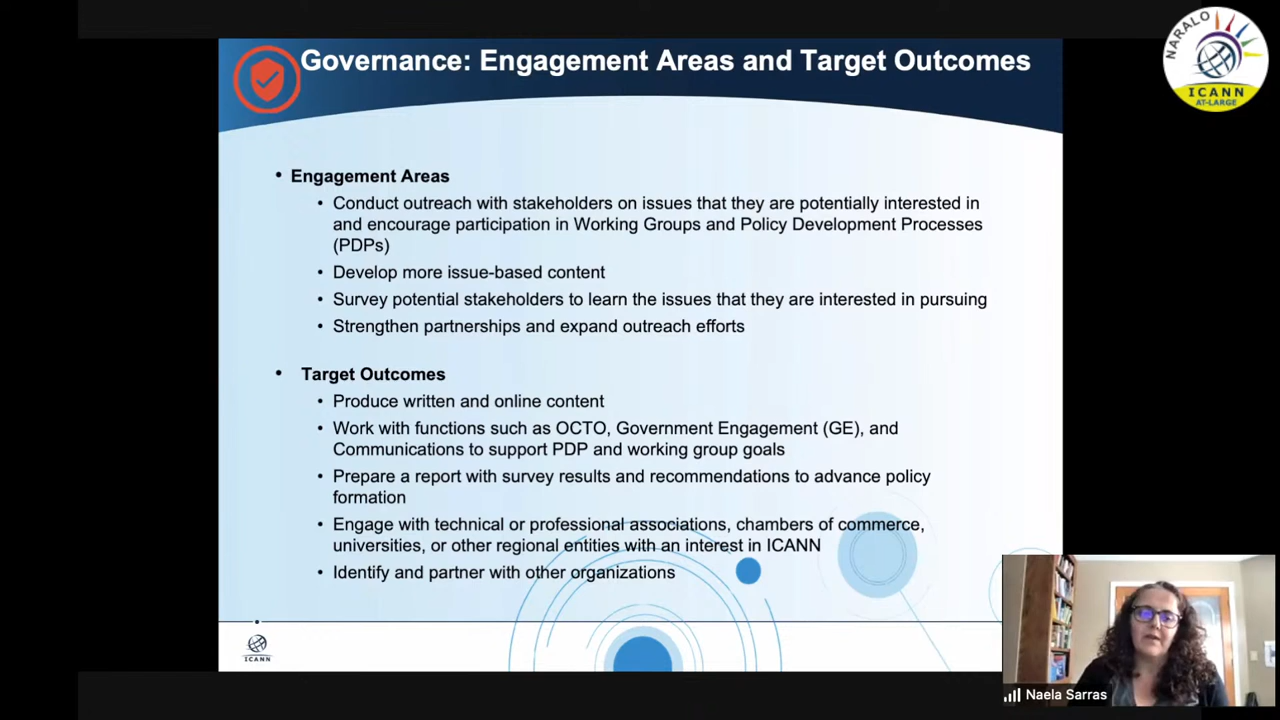 Governance: Engagement Areas and Target Outcomes
NARALO
ICANN
AT-LARGE
• Engagement Areas
• Conduct outreach with stakeholders on issues that they are potentially interested in
and encourage participation in Working Groups and Policy Development Processes
(PDPs)
• Develop more issue-based content
• Survey potential stakeholders to learn the issues that they are interested in pursuing
• Strengthen partnerships and expand outreach efforts
• Target Outcomes
• Produce written and online content
• Work with functions such as OCTO, Government Engagement (GE), and
Communications to support PDP and working group goals
• Prepare a report with survey results and recommendations to advance policy
formation
• Engage with technical or professional associations, chambers of commerce,
universities, or other regional entities with an interest in ICANN
• Identify and partner with other organizations
ICANN
Naela Sarras